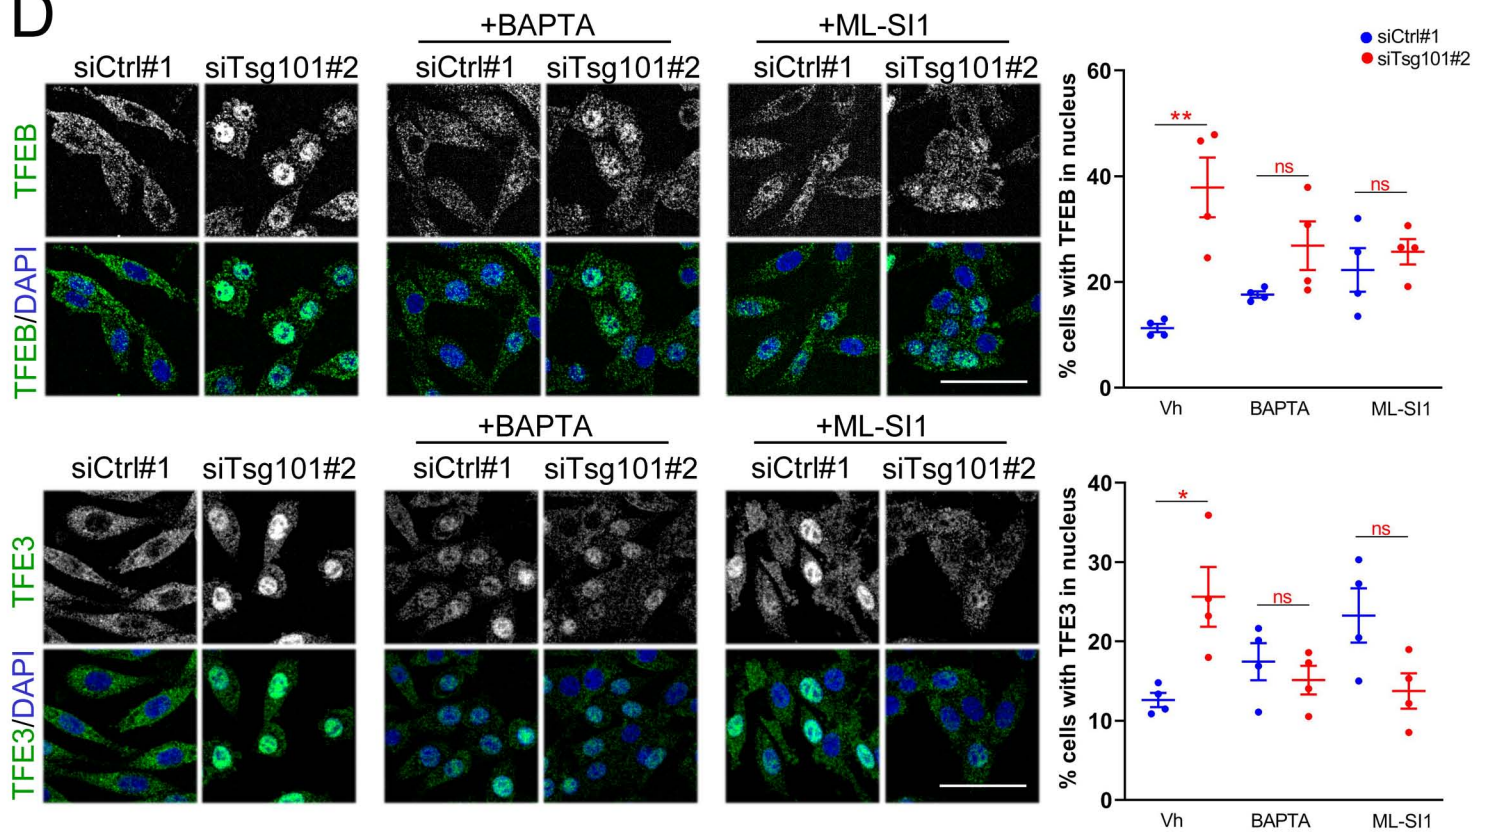 D
+BAPTA
+ML-SI1
siCtrl#1 siTsg101#2 siCtrl#1 siTsg101#2 siCtrl#1 siTsg101#2
TFEB
TFEB/DAPI
siCtrl#1
siTsg101#2
% cells with TFEB in nucleus
60
40
20
0
**
ns
ns
Vh BAPTA ML-SI1
+BAPTA
+ML-SI1
siCtrl#1 siTsg101#2 siCtrl#1 siTsg101#2 siCtrl#1 siTsg101#2
TFE3
TFE3/DAPI
% cells with TFE3 in nucleus
40
30
20
10
0
*
ns
ns
Vh BAPTA ML-SI1